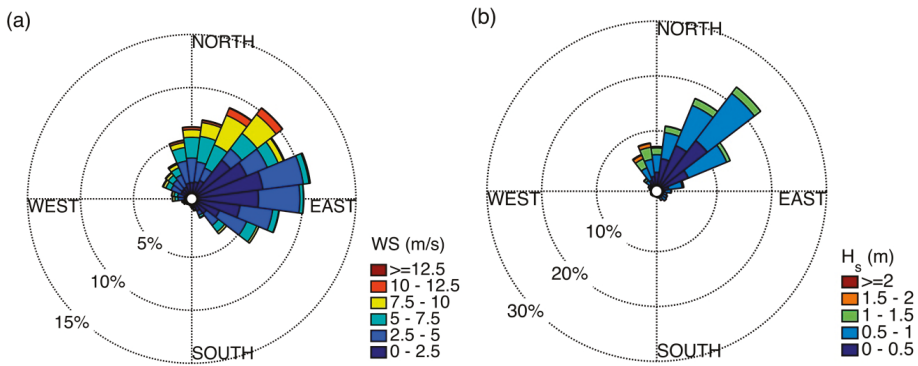 (a)
NORTH
WEST
EAST
5%
10%
15%
SOUTH
WS (m/s)
>=12.5
10 - 12.5
7.5 - 10
5 - 7.5
2.5 - 5
0 - 2.5
(b)
NORTH
WEST
EAST
10%
20%
30%
SOUTH
Hs (m)
>=2
1.5 - 2
1 - 1.5
0.5 - 1
0 - 0.5